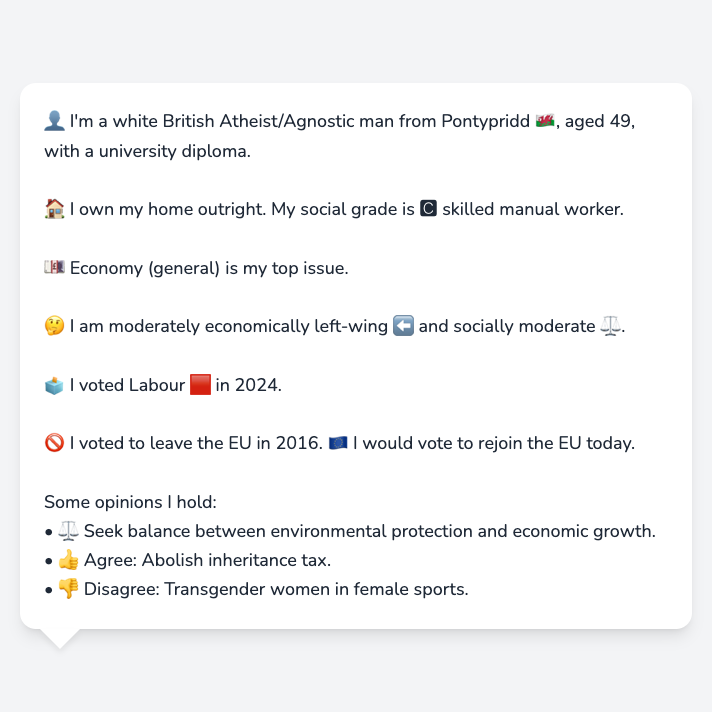 👤 I'm a white British Atheist/Agnostic man from Pontypridd 🏴󠁧󠁢󠁷󠁬󠁳󠁿, aged 49,
with a university diploma.
🏠 I own my home outright. My social grade is 🅲 skilled manual worker.
💷 Economy (general) is my top issue.
🤔 I am moderately economically left-wing ⬅️ and socially moderate ⚖️.
🗳️ I voted Labour 🟥 in 2024.
🚫 I voted to leave the EU in 2016. 🇪🇺 I would vote to rejoin the EU today.
Some opinions I hold:
• ⚖️ Seek balance between environmental protection and economic growth.
• 👍 Agree: Abolish inheritance tax.
• 👎 Disagree: Transgender women in female sports.